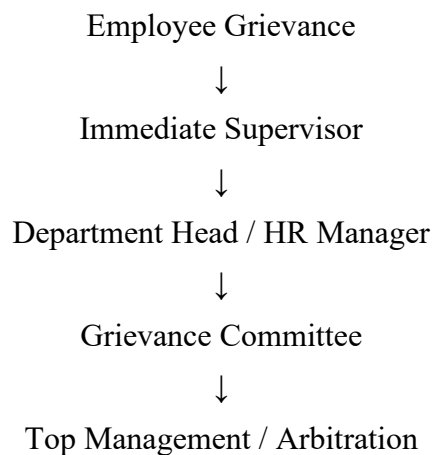 Employee Grievance
↓
Immediate Supervisor
↓
Department Head / HR Manager
↓
Grievance Committee
↓
Top Management / Arbitration